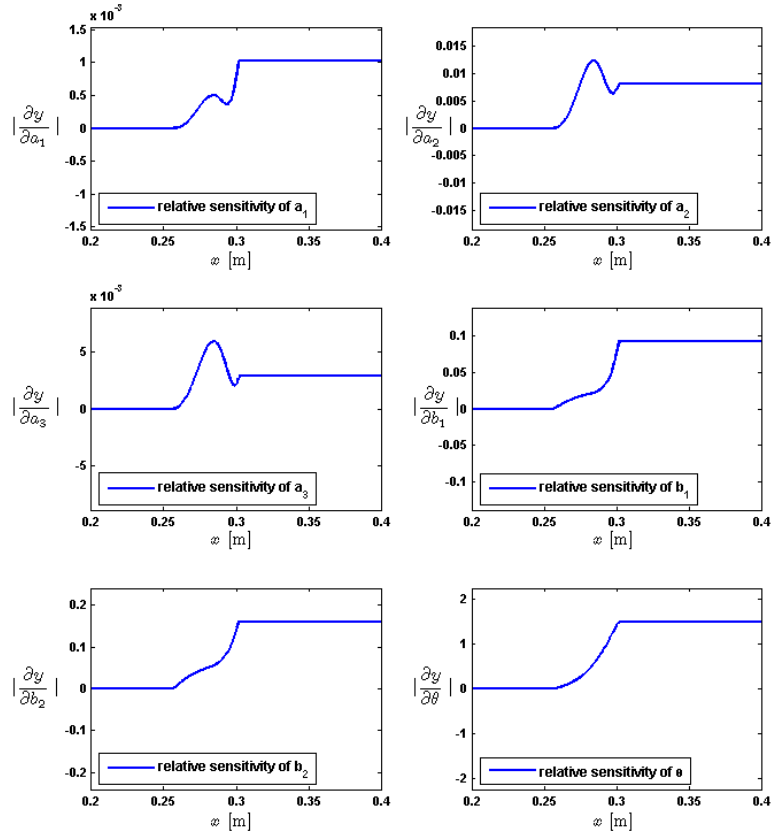 x 10⁻³
1.5
1
0.5
0
-0.5
-1
-1.5
|∂y/∂a₁|
relative sensitivity of a₁
0.2 0.25 0.3 0.35 0.4
x [m]
0.015
0.01
0.005
0
-0.005
-0.01
-0.015
|∂y/∂a₂|
relative sensitivity of a₂
0.2 0.25 0.3 0.35 0.4
x [m]
x 10⁻³
5
0
-5
|∂y/∂a₃|
relative sensitivity of a₃
0.2 0.25 0.3 0.35 0.4
x [m]
0.1
0.05
0
-0.05
-0.1
|∂y/∂b₁|
relative sensitivity of b₁
0.2 0.25 0.3 0.35 0.4
x [m]
0.2
0.1
0
-0.1
-0.2
|∂y/∂b₂|
relative sensitivity of b₂
0.2 0.25 0.3 0.35 0.4
x [m]
2
1
0
-1
-2
|∂y/∂θ|
relative sensitivity of θ
0.2 0.25 0.3 0.35 0.4
x [m]